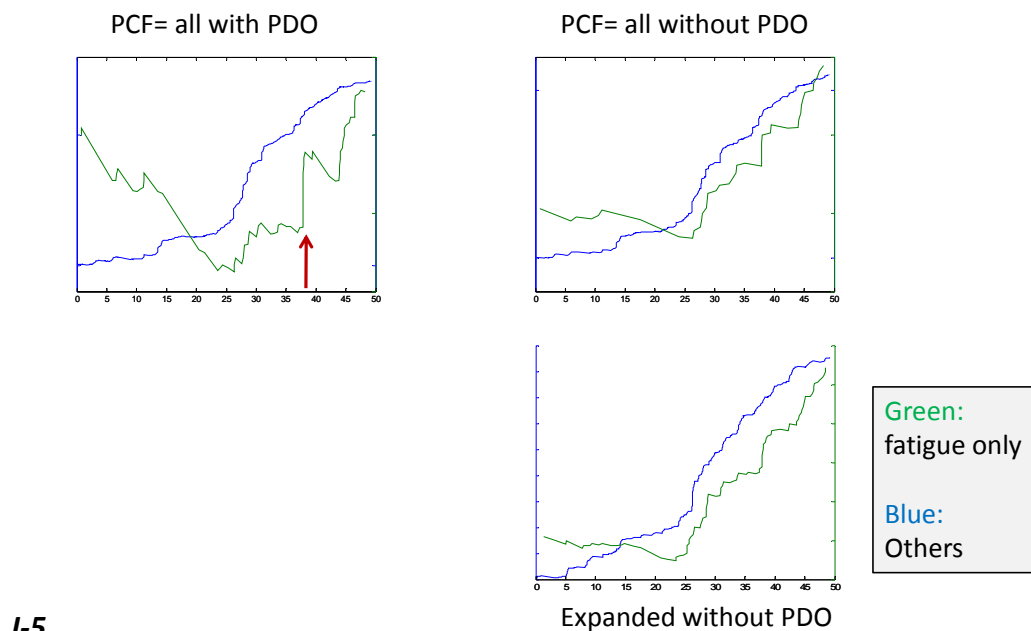 PCF= all with PDO
PCF= all without PDO
0 5 10 15 20 25 30 35 40 45 50
0 5 10 15 20 25 30 35 40 45 50
0 5 10 15 20 25 30 35 40 45 50
Green:
fatigue only
Blue:
Others
Expanded without PDO
I-5